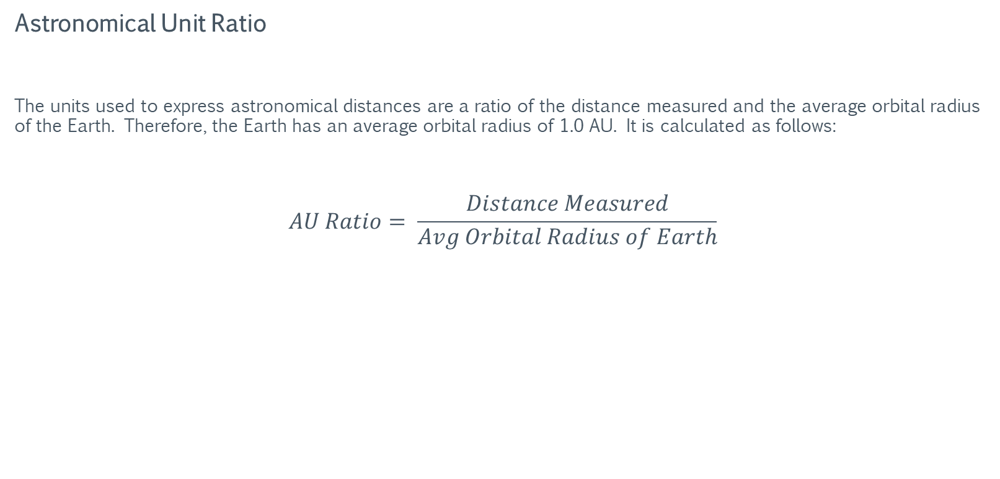 Astronomical Unit Ratio
The units used to express astronomical distances are a ratio of the distance measured and the average orbital radius
of the Earth.  Therefore, the Earth has an average orbital radius of 1.0 AU.  It is calculated as follows:
Distance Measured
AU Ratio =
Avg Orbital Radius of Earth